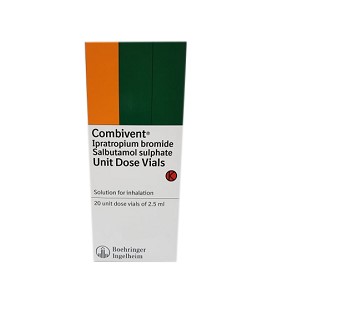 Combivent®
Ipratropium bromide
Salbutamol sulphate
Unit Dose Vials
K
Solution for inhalation
20 unit dose vials of 2.5 ml
Boehringer
Ingelheim